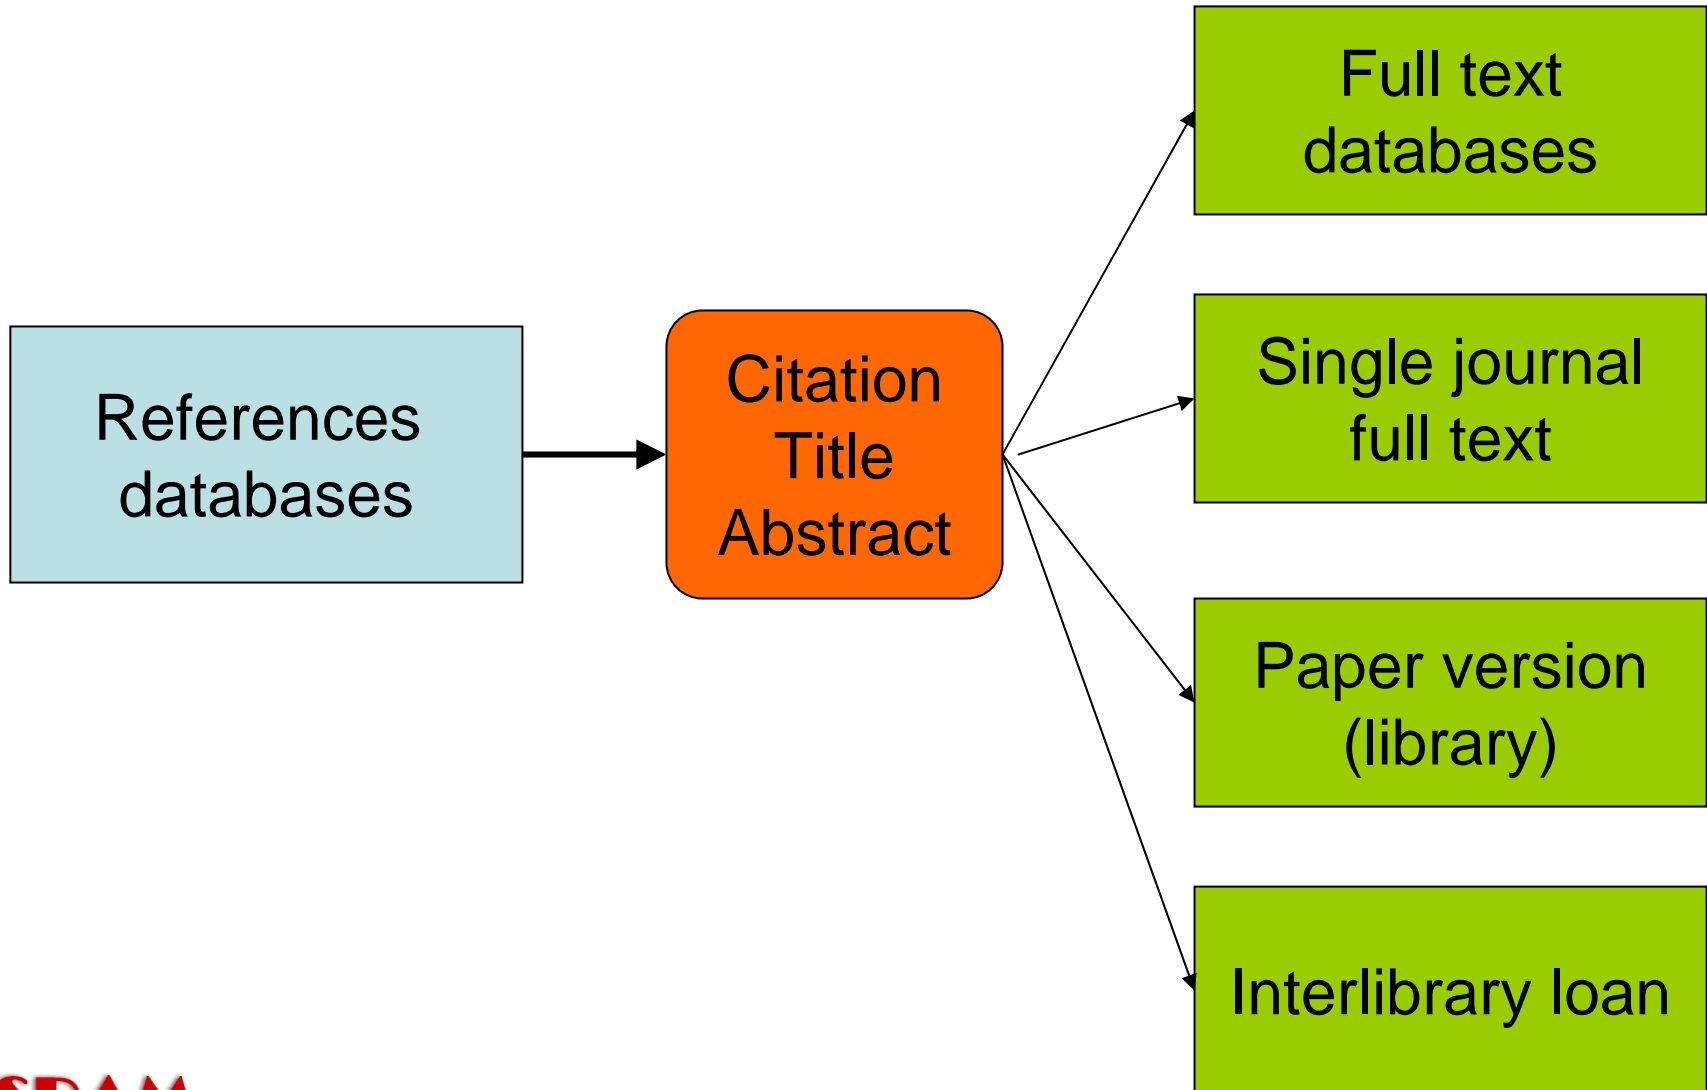 Full text
databases
Single journal
full text
References
databases
Citation
Title
Abstract
Paper version
(library)
Interlibrary loan